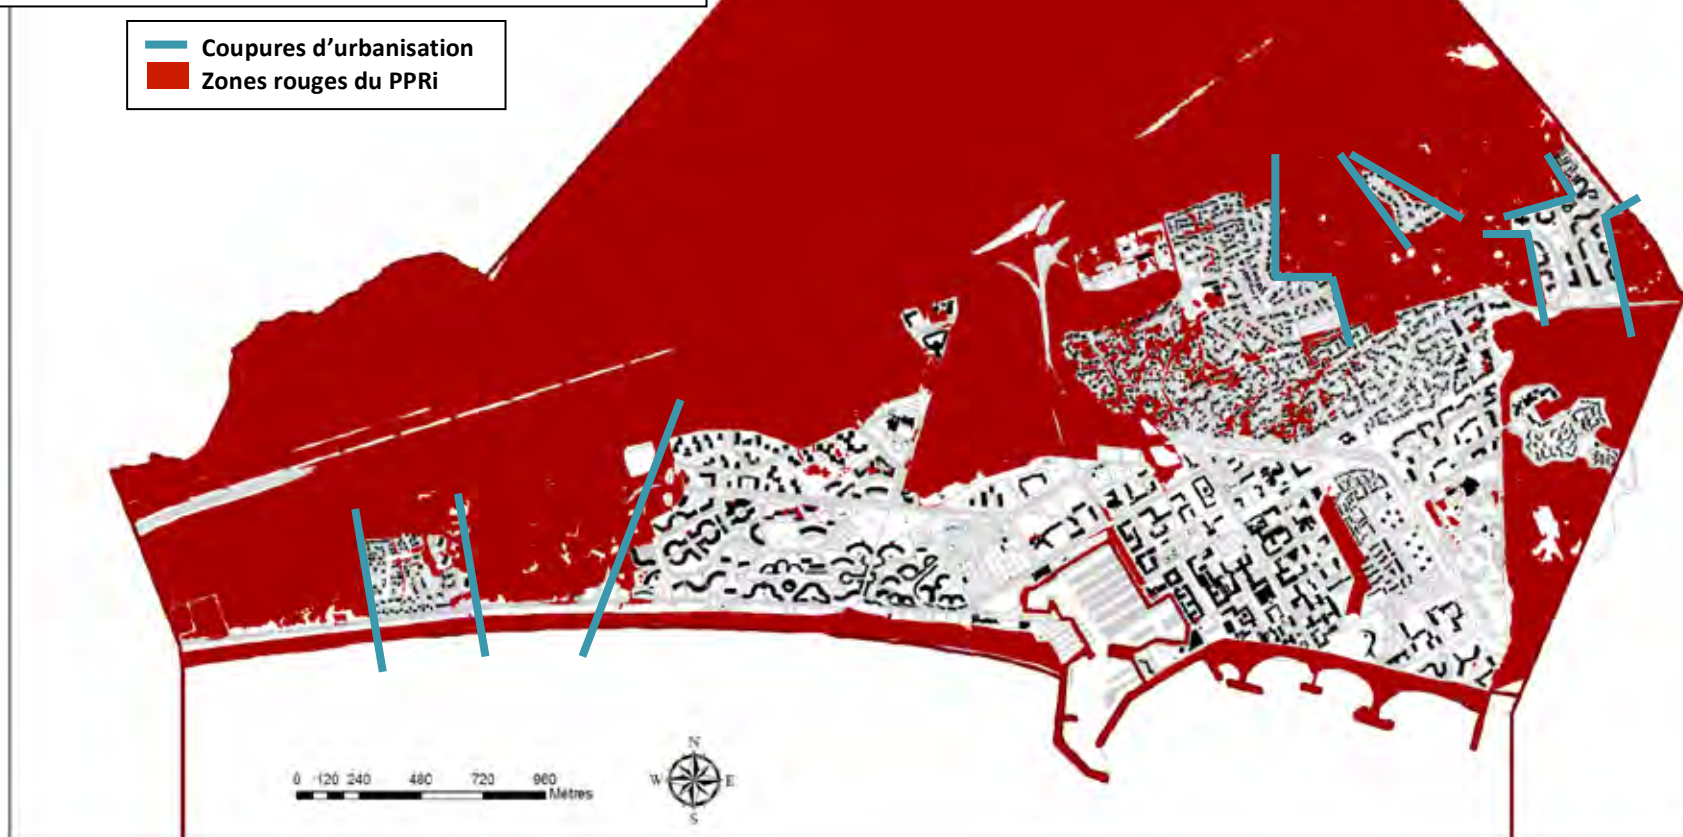 Coupures d’urbanisation
Zones rouges du PPRi
0 120 240 480 720 960
Mètres
N
W E
S